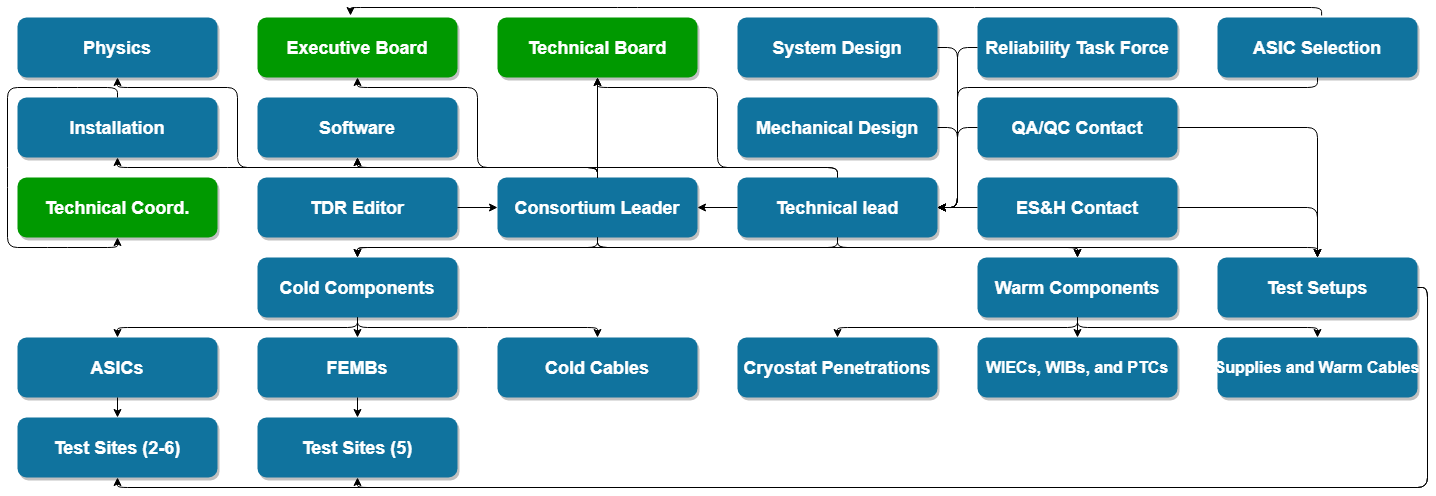 Physics
Executive Board
Technical Board
System Design
Reliability Task Force
ASIC Selection
Installation
Software
Mechanical Design
QA/QC Contact
Technical Coord.
TDR Editor
Consortium Leader
Technical lead
ES&H Contact
Cold Components
Warm Components
Test Setups
ASICs
FEMBs
Cold Cables
Cryostat Penetrations
WIECs, WIBs, and PTCs
Supplies and Warm Cables
Test Sites (2-6)
Test Sites (5)